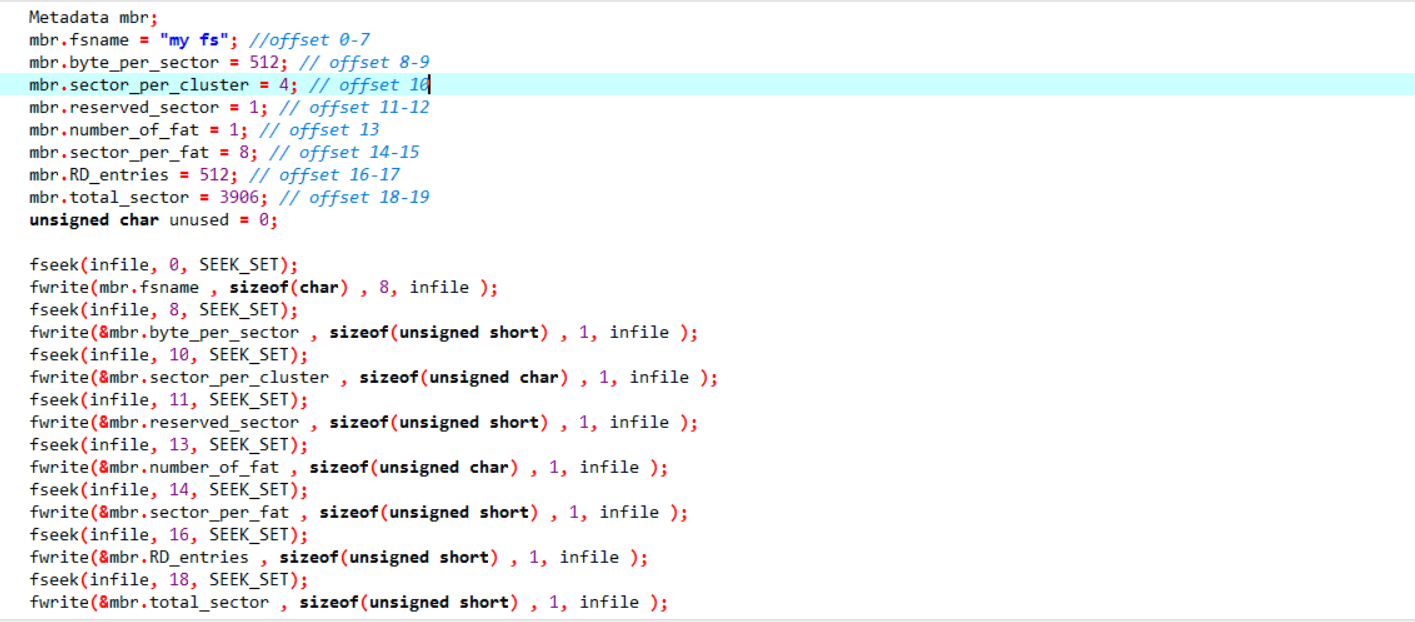 Metadata mbr;
mbr.fsname = "my fs"; //offset 0-7
mbr.byte_per_sector = 512; // offset 8-9
mbr.sector_per_cluster = 4; // offset 10
mbr.reserved_sector = 1; // offset 11-12
mbr.number_of_fat = 1; // offset 13
mbr.sector_per_fat = 8; // offset 14-15
mbr.RD_entries = 512; // offset 16-17
mbr.total_sector = 3906; // offset 18-19
unsigned char unused = 0;
fseek(infile, 0, SEEK_SET);
fwrite(mbr.fsname , sizeof(char) , 8, infile );
fseek(infile, 8, SEEK_SET);
fwrite(&mbr.byte_per_sector , sizeof(unsigned short) , 1, infile );
fseek(infile, 10, SEEK_SET);
fwrite(&mbr.sector_per_cluster , sizeof(unsigned char) , 1, infile );
fseek(infile, 11, SEEK_SET);
fwrite(&mbr.reserved_sector , sizeof(unsigned short) , 1, infile );
fseek(infile, 13, SEEK_SET);
fwrite(&mbr.number_of_fat , sizeof(unsigned char) , 1, infile );
fseek(infile, 14, SEEK_SET);
fwrite(&mbr.sector_per_fat , sizeof(unsigned short) , 1, infile );
fseek(infile, 16, SEEK_SET);
fwrite(&mbr.RD_entries , sizeof(unsigned short) , 1, infile );
fseek(infile, 18, SEEK_SET);
fwrite(&mbr.total_sector , sizeof(unsigned short) , 1, infile );